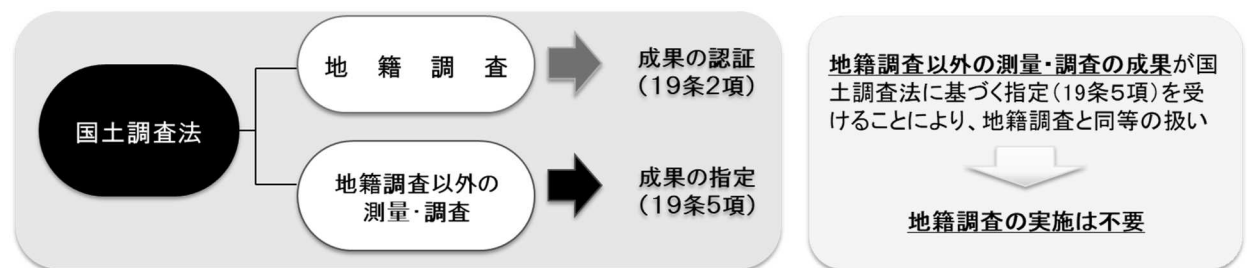 国土調査法
地籍調査
成果の認証
(19条2項)
地籍調査以外の
測量・調査
成果の指定
(19条5項)
地籍調査以外の測量・調査の成果が国
土調査法に基づく指定(19条5項)を受
けることにより、地籍調査と同等の扱い
地籍調査の実施は不要